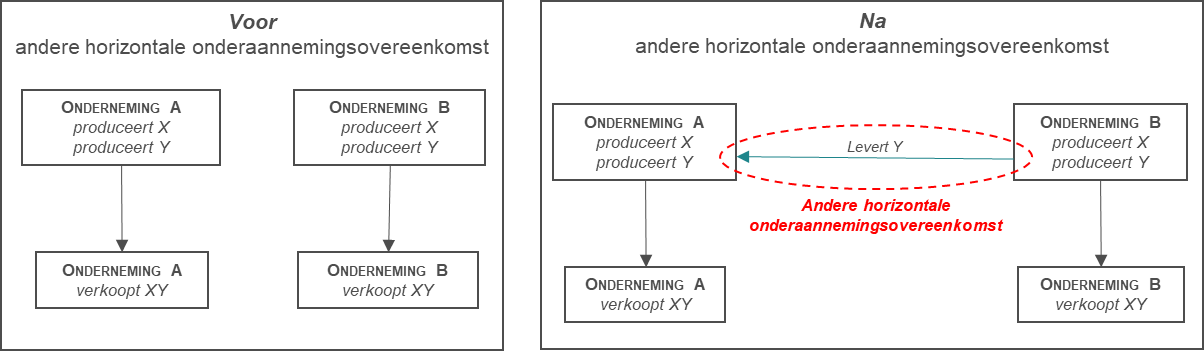 Voor
andere horizontale onderaannemingsovereenkomst
ONDERNEMING A
produceert X
produceert Y
ONDERNEMING B
produceert X
produceert Y
ONDERNEMING A
verkoopt XY
ONDERNEMING B
verkoopt XY
Na
andere horizontale onderaannemingsovereenkomst
ONDERNEMING A
produceert X
produceert Y
Levert Y
ONDERNEMING B
produceert X
produceert Y
Andere horizontale
onderaannemingsovereenkomst
ONDERNEMING A
verkoopt XY
ONDERNEMING B
verkoopt XY